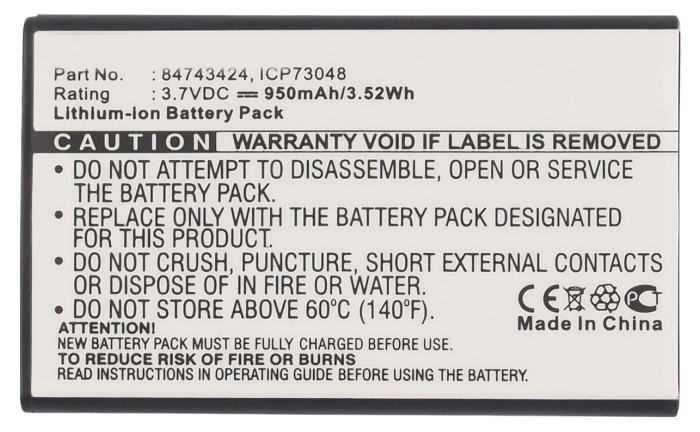 Part No. : 84743424, ICP73048
Rating : 3.7VDC ⎓ 950mAh/3.52Wh
Lithium-Ion Battery Pack
CAUTION WARRANTY VOID IF LABEL IS REMOVED
• DO NOT ATTEMPT TO DISASSEMBLE, OPEN OR SERVICE
THE BATTERY PACK.
• REPLACE ONLY WITH THE BATTERY PACK DESIGNATED
FOR THIS PRODUCT.
• DO NOT CRUSH, PUNCTURE, SHORT EXTERNAL CONTACTS
OR DISPOSE OF IN FIRE OR WATER.
• DO NOT STORE ABOVE 60°C (140°F).
CE PCT
Made In China
ATTENTION!
NEW BATTERY PACK MUST BE FULLY CHARGED BEFORE USE.
TO REDUCE RISK OF FIRE OR BURNS
READ INSTRUCTIONS IN OPERATING GUIDE BEFORE USING THE BATTERY.